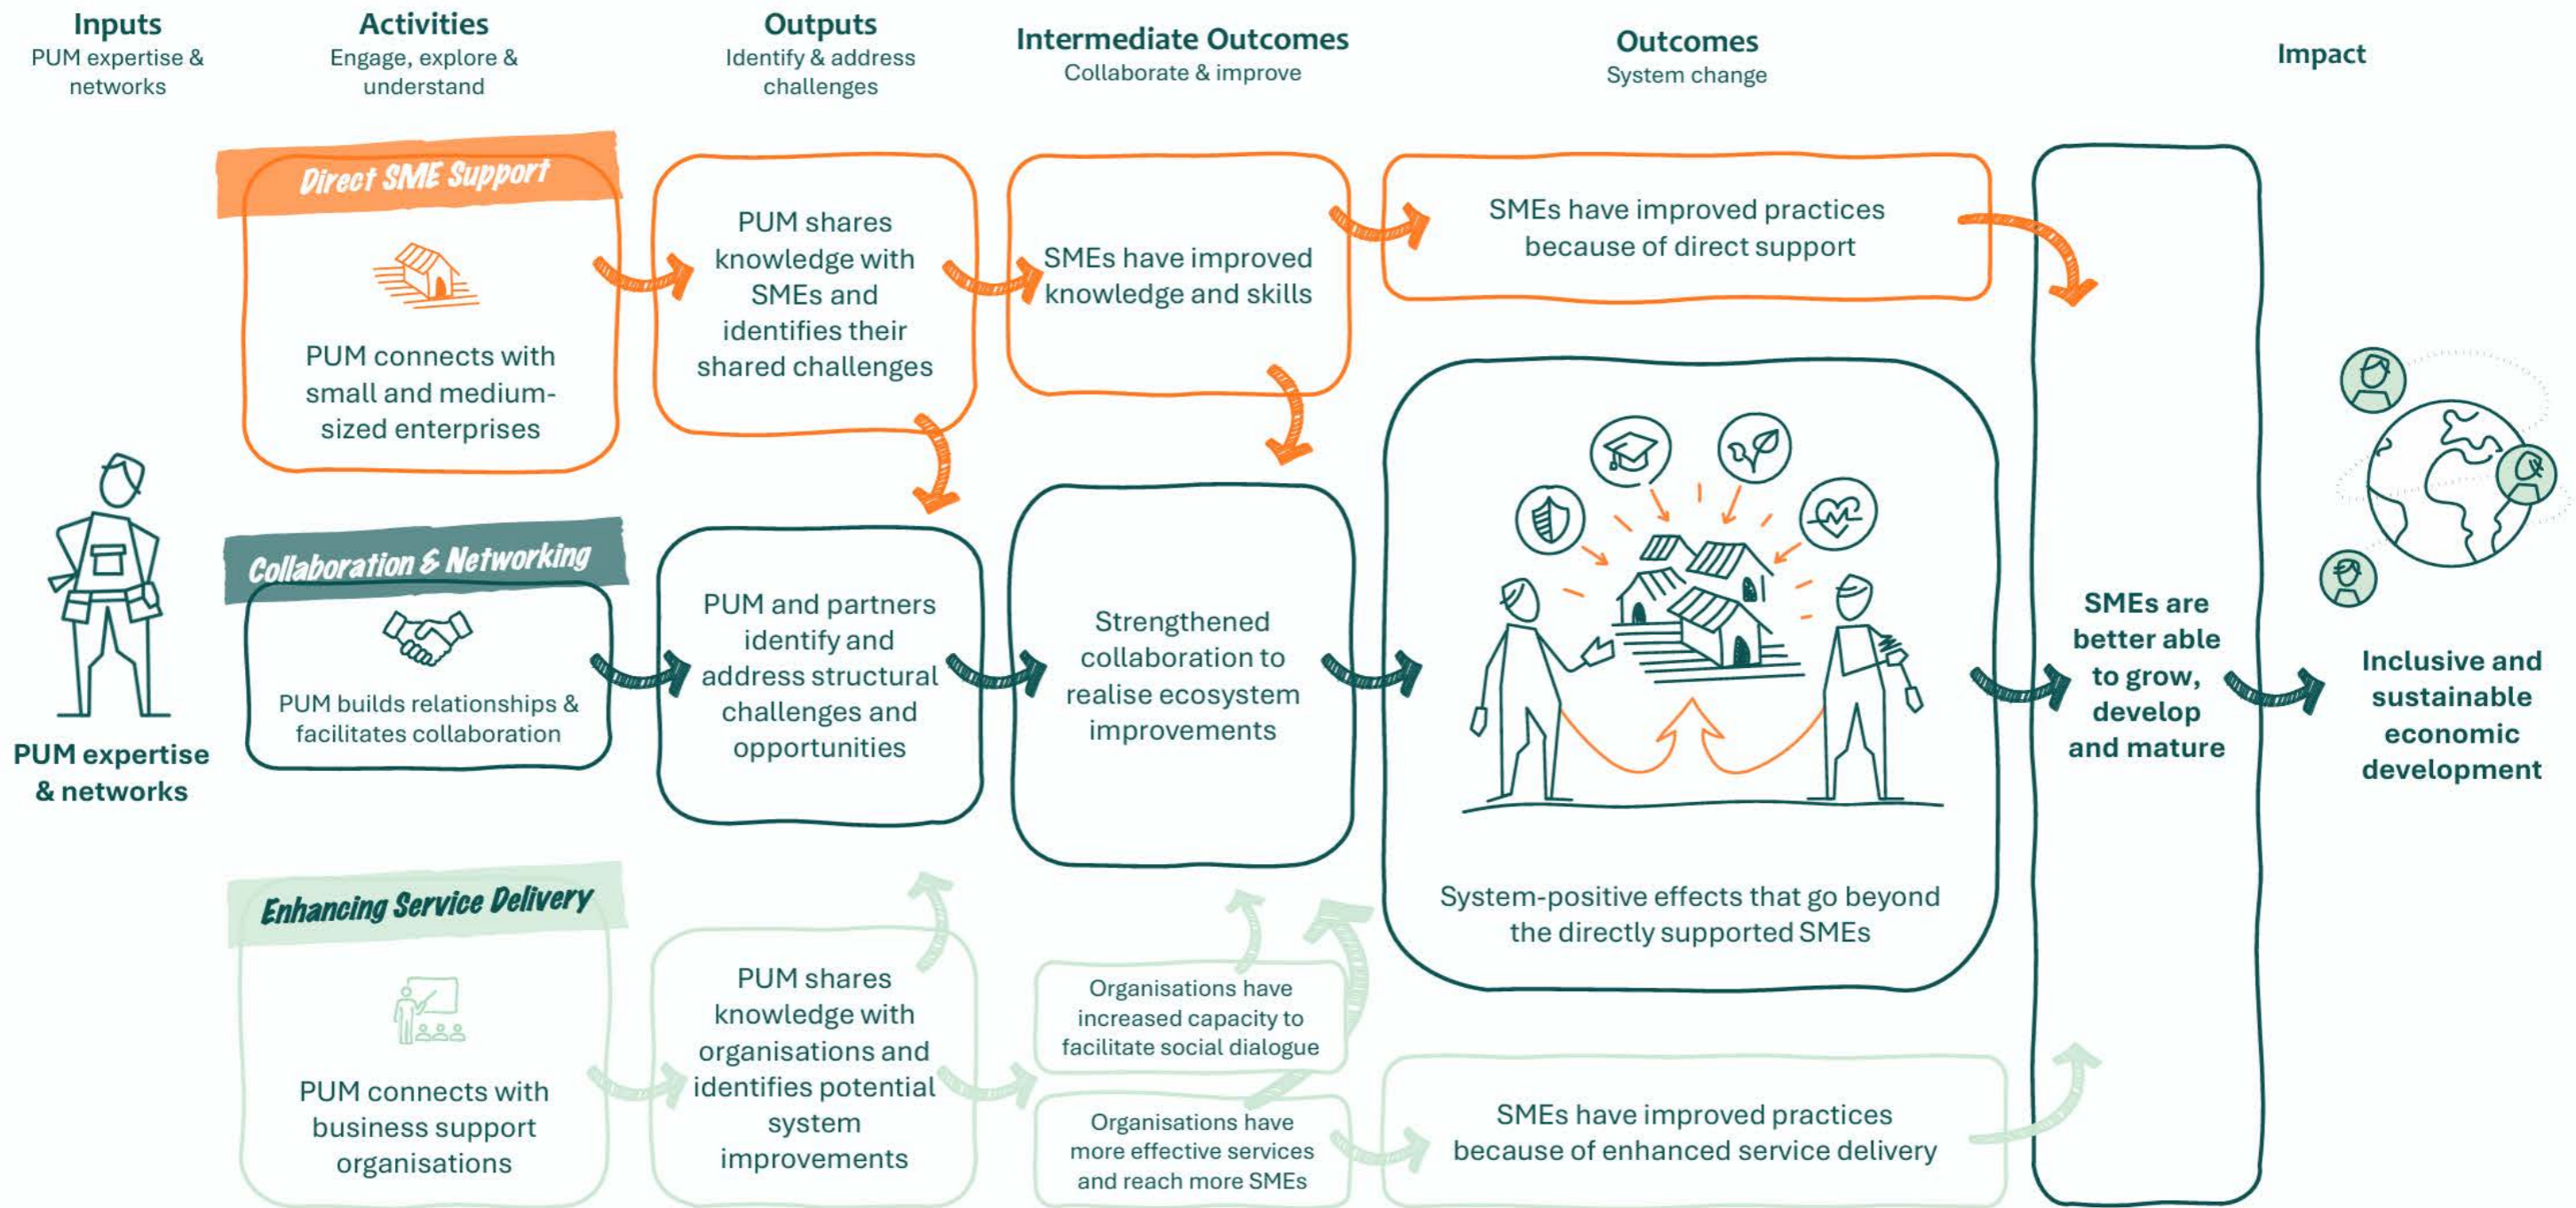 Inputs
PUM expertise &
networks
Activities
Engage, explore &
understand
Outputs
Identify & address
challenges
Intermediate Outcomes
Collaborate & improve
Outcomes
System change
Impact
Direct SME Support
PUM connects with
small and medium-
sized enterprises
PUM shares
knowledge with
SMEs and
identifies their
shared challenges
SMEs have improved
knowledge and skills
SMEs have improved practices
because of direct support
PUM expertise
& networks
Collaboration & Networking
PUM builds relationships &
facilitates collaboration
PUM and partners
identify and
address structural
challenges and
opportunities
Strengthened
collaboration to
realise ecosystem
improvements
System-positive effects that go beyond
the directly supported SMEs
SMEs are
better able
to grow,
develop
and mature
Inclusive and
sustainable
economic
development
Enhancing Service Delivery
PUM connects with
business support
organisations
PUM shares
knowledge with
organisations and
identifies potential
system
improvements
Organisations have
increased capacity to
facilitate social dialogue
Organisations have
more effective services
and reach more SMEs
SMEs have improved practices
because of enhanced service delivery